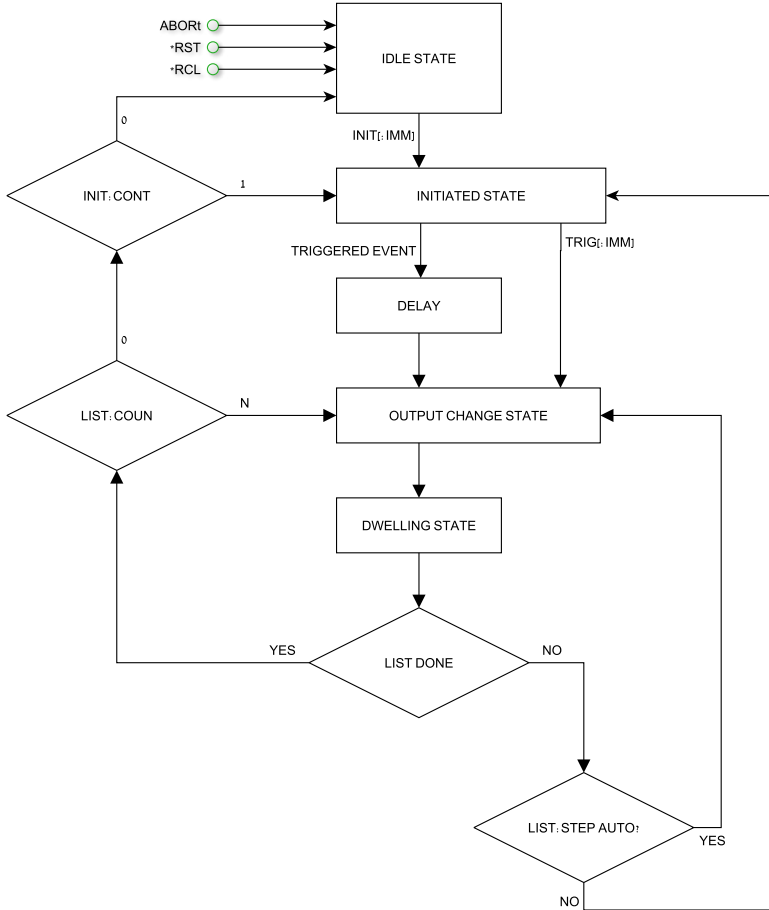 ABORt
*RST
*RCL
IDLE STATE
0
INIT[: IMM]
INIT: CONT
1
INITIATED STATE
TRIGGERED EVENT
TRIG[: IMM]
DELAY
0
LIST: COUN
N
OUTPUT CHANGE STATE
DWELLING STATE
YES
LIST DONE
NO
LIST: STEP AUTO?
YES
NO